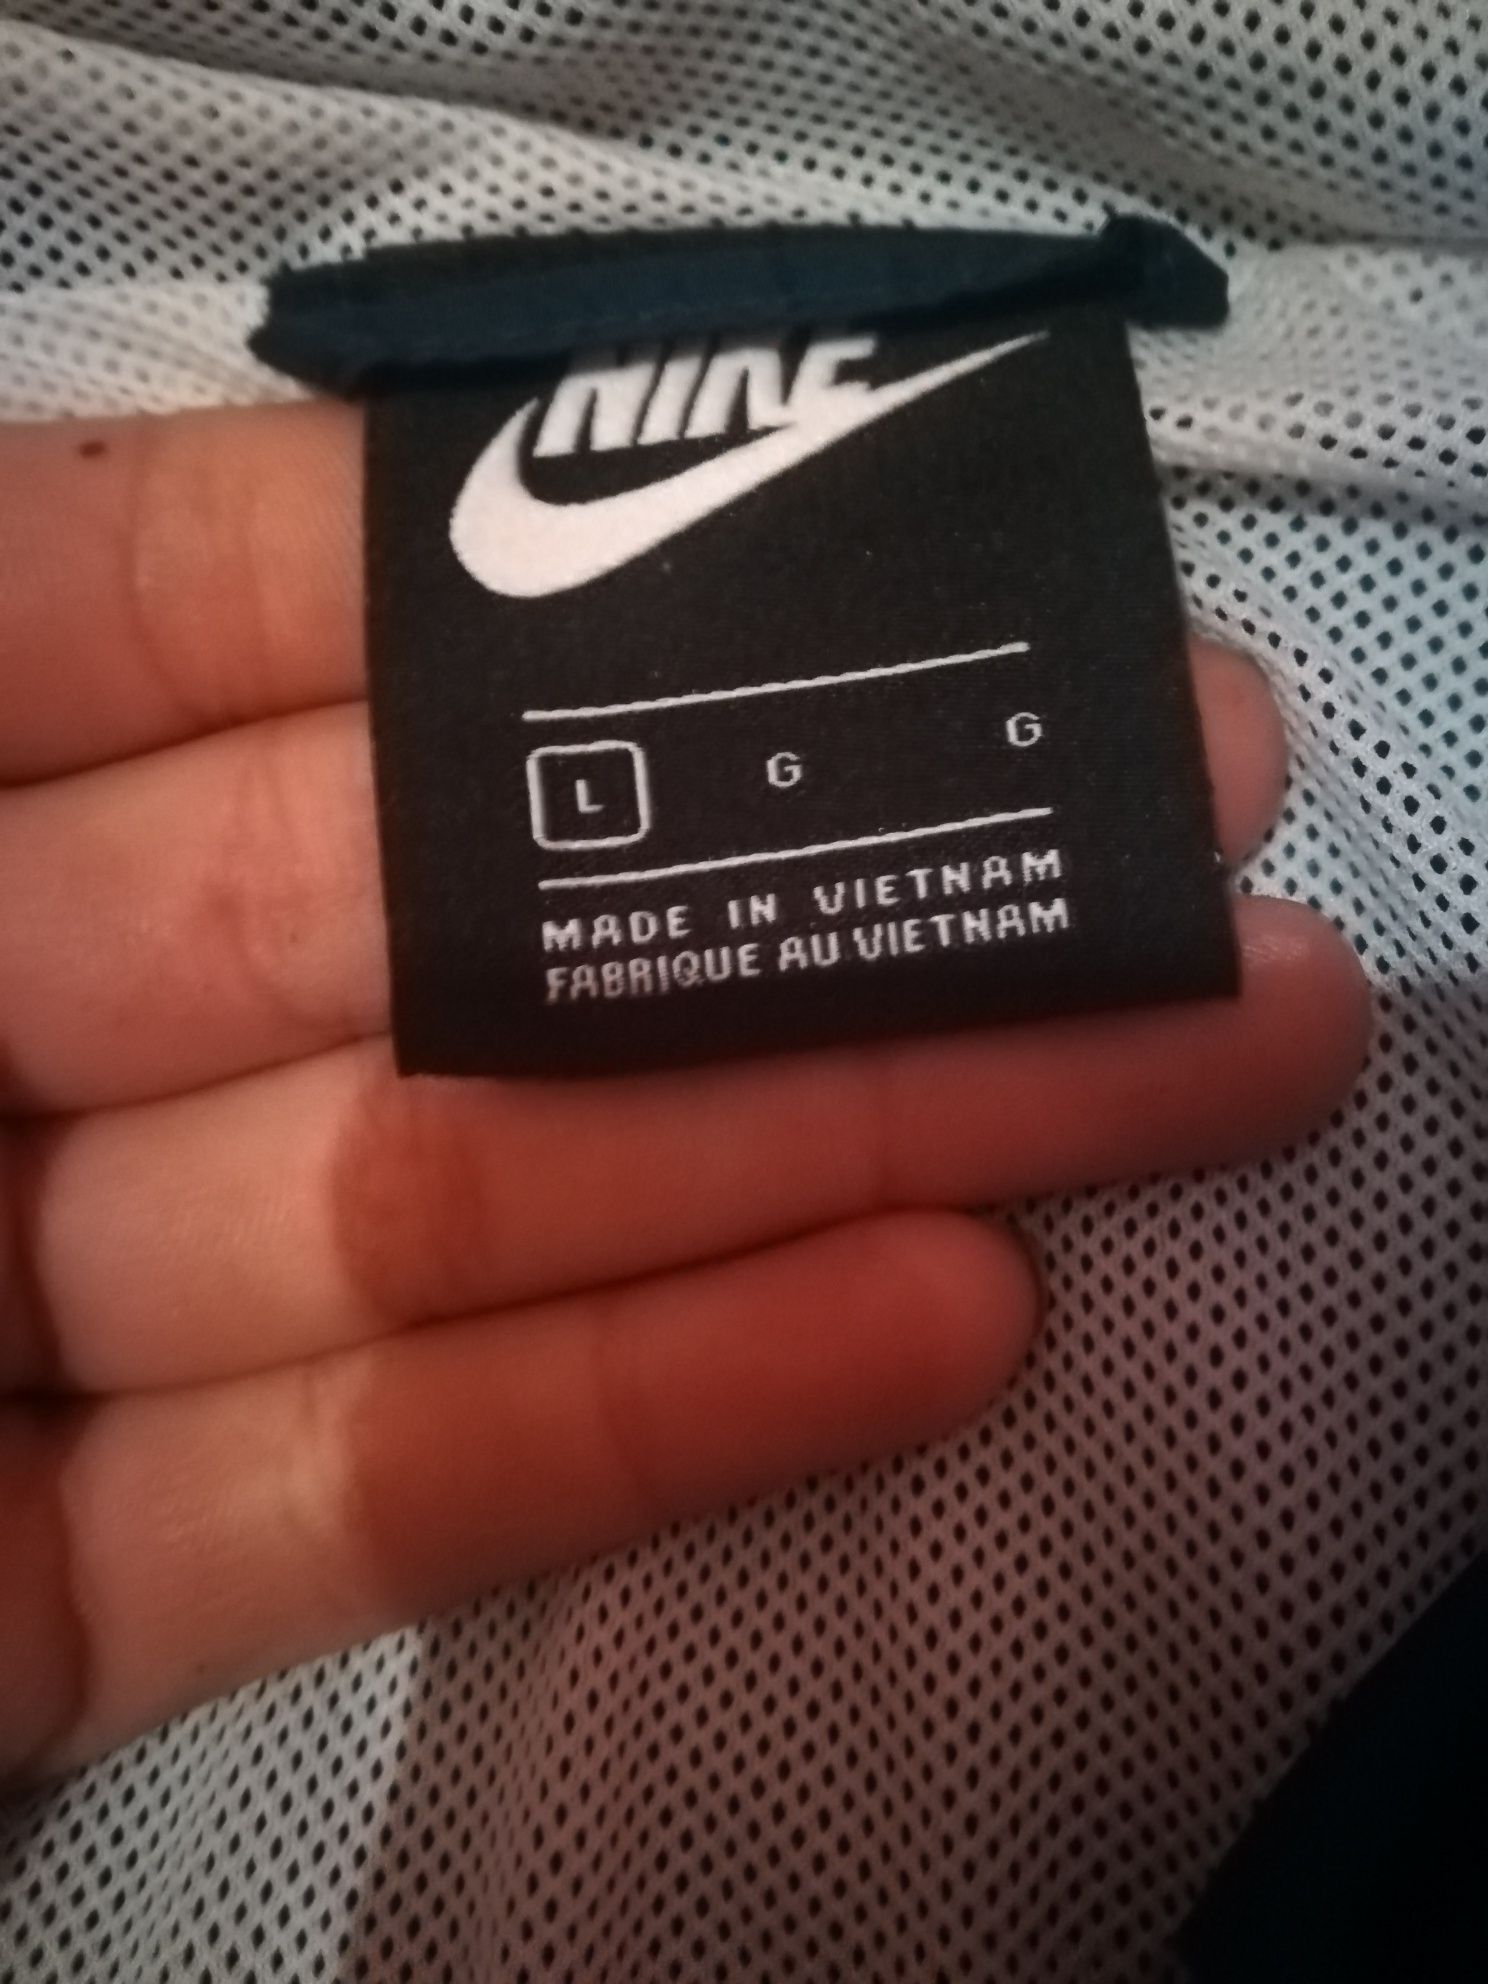 NIKE
L G G
MADE IN VIETNAM
FABRIQUE AU VIETNAM